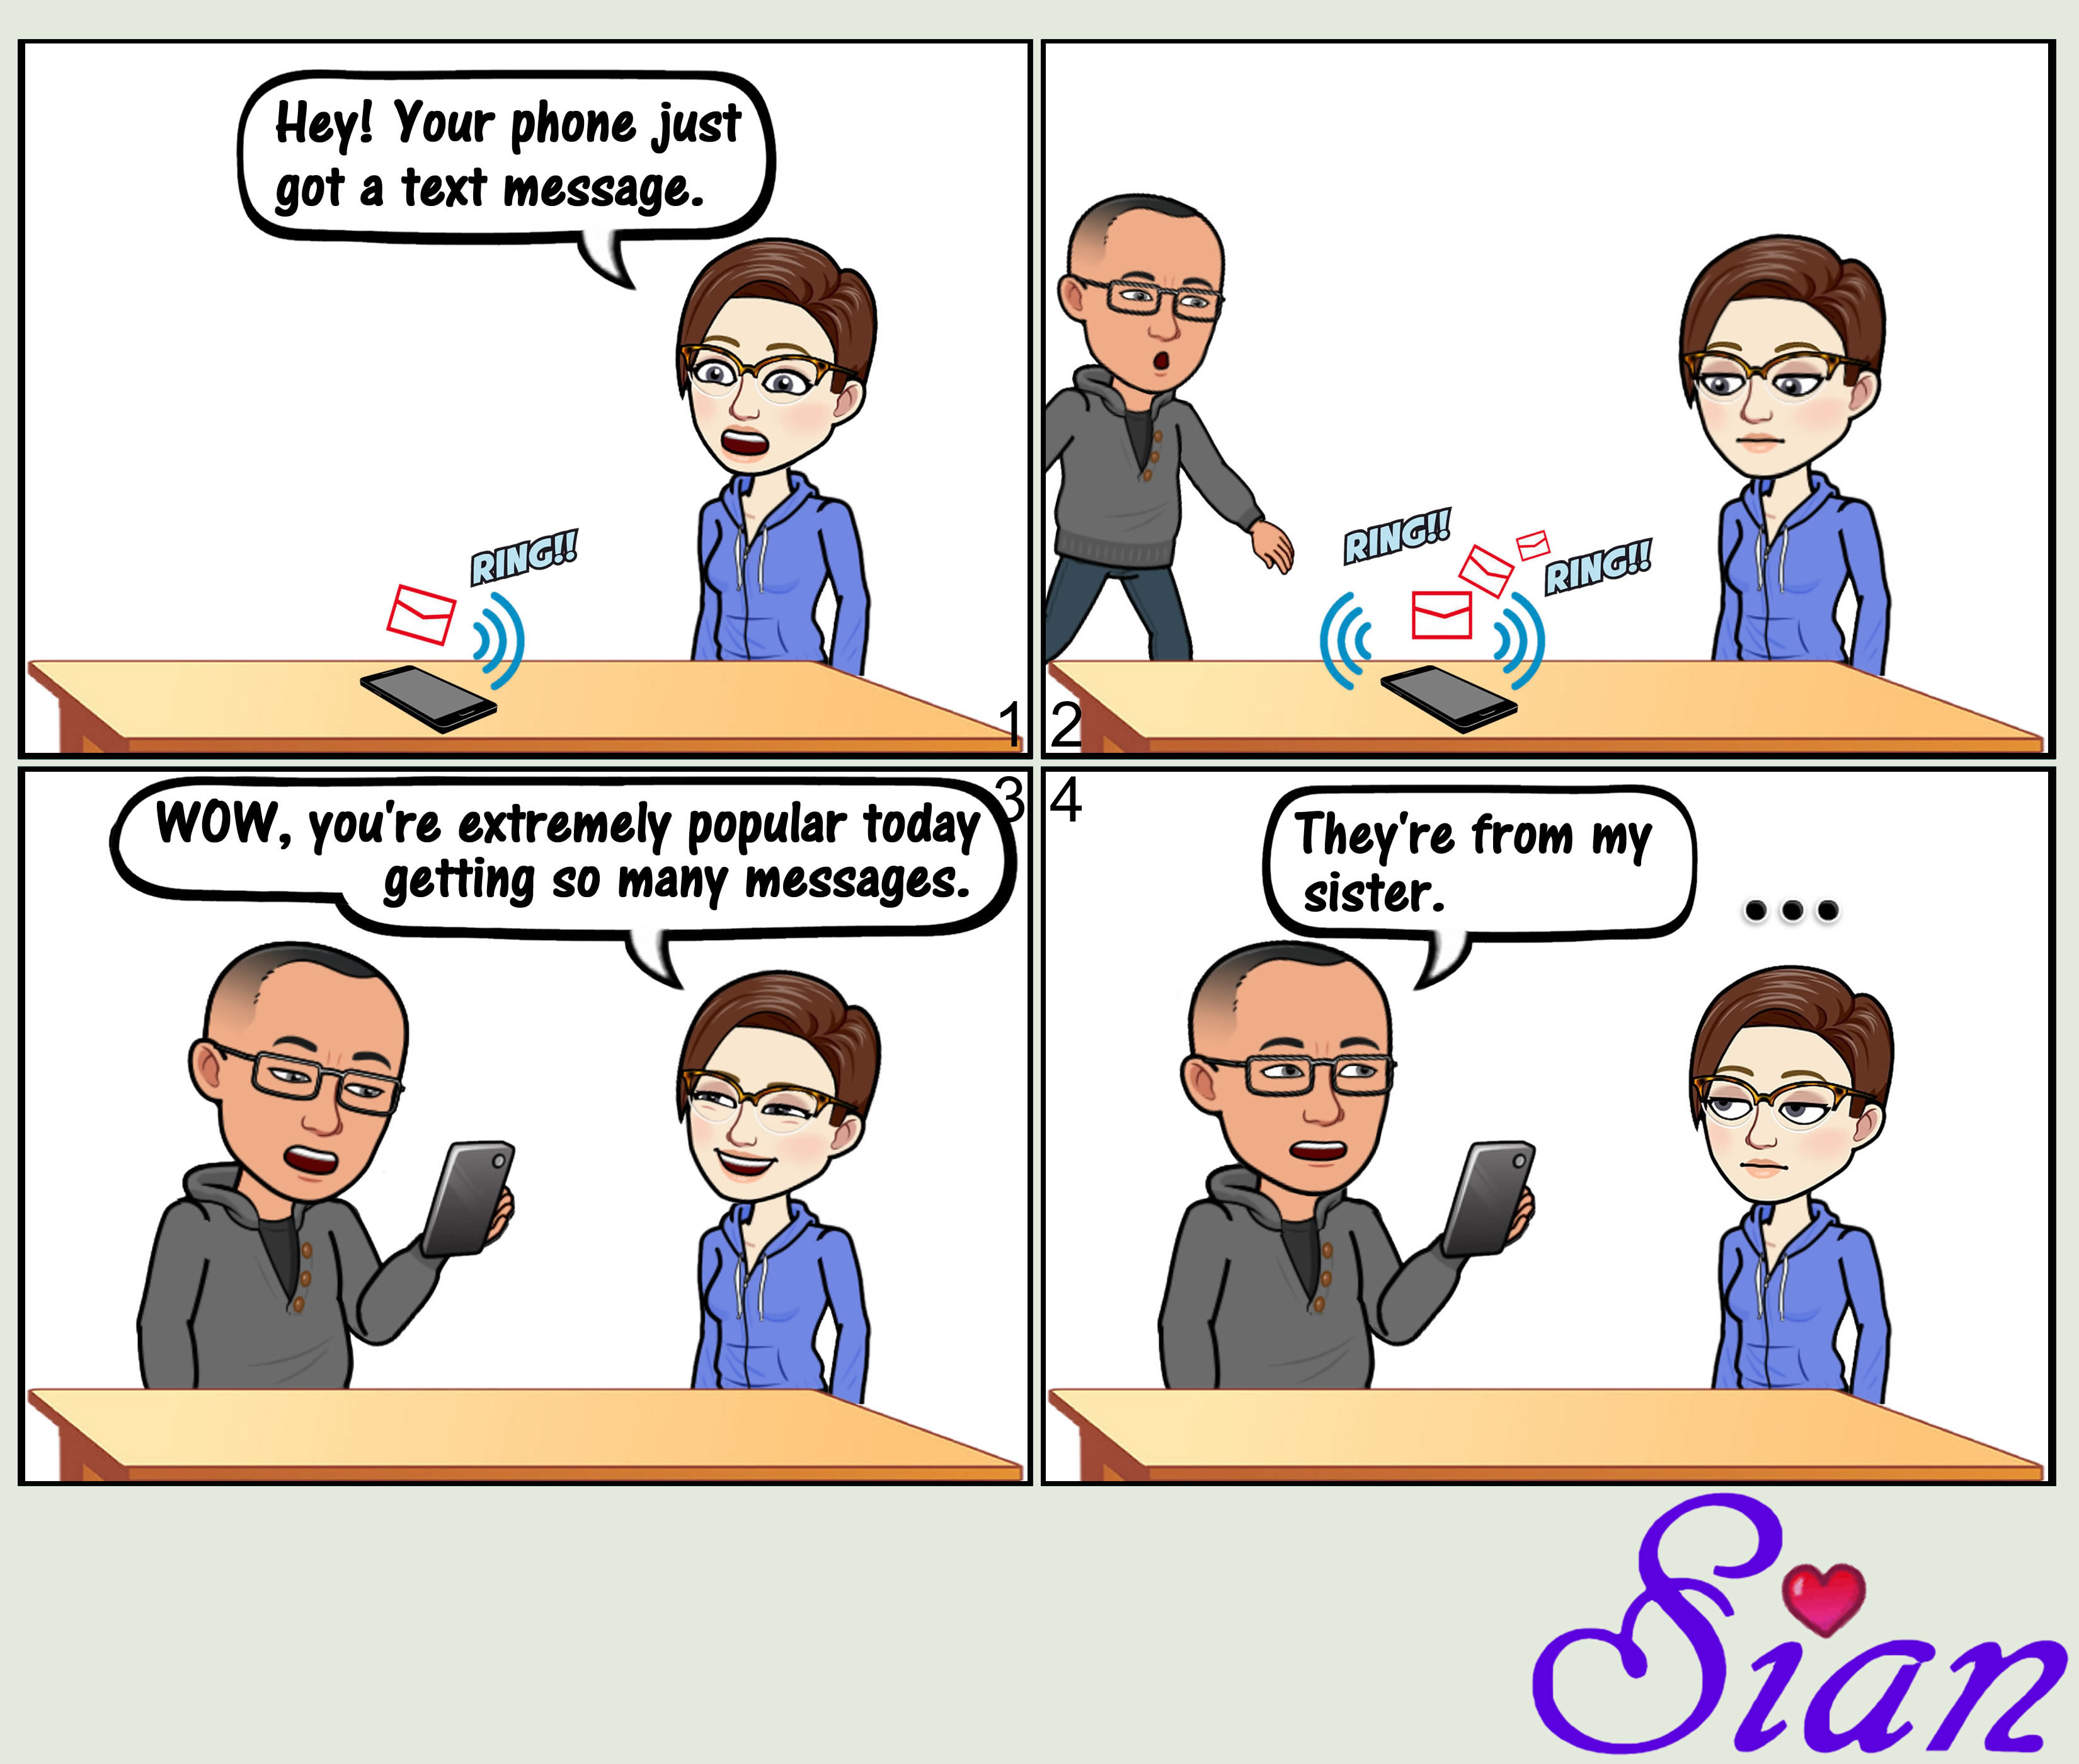 Hey! Your phone just
got a text message.
RING!!
1
RING!!
RING!!
2
WOW, you're extremely popular today
getting so many messages.
3
4
They're from my
sister.
...
Sian